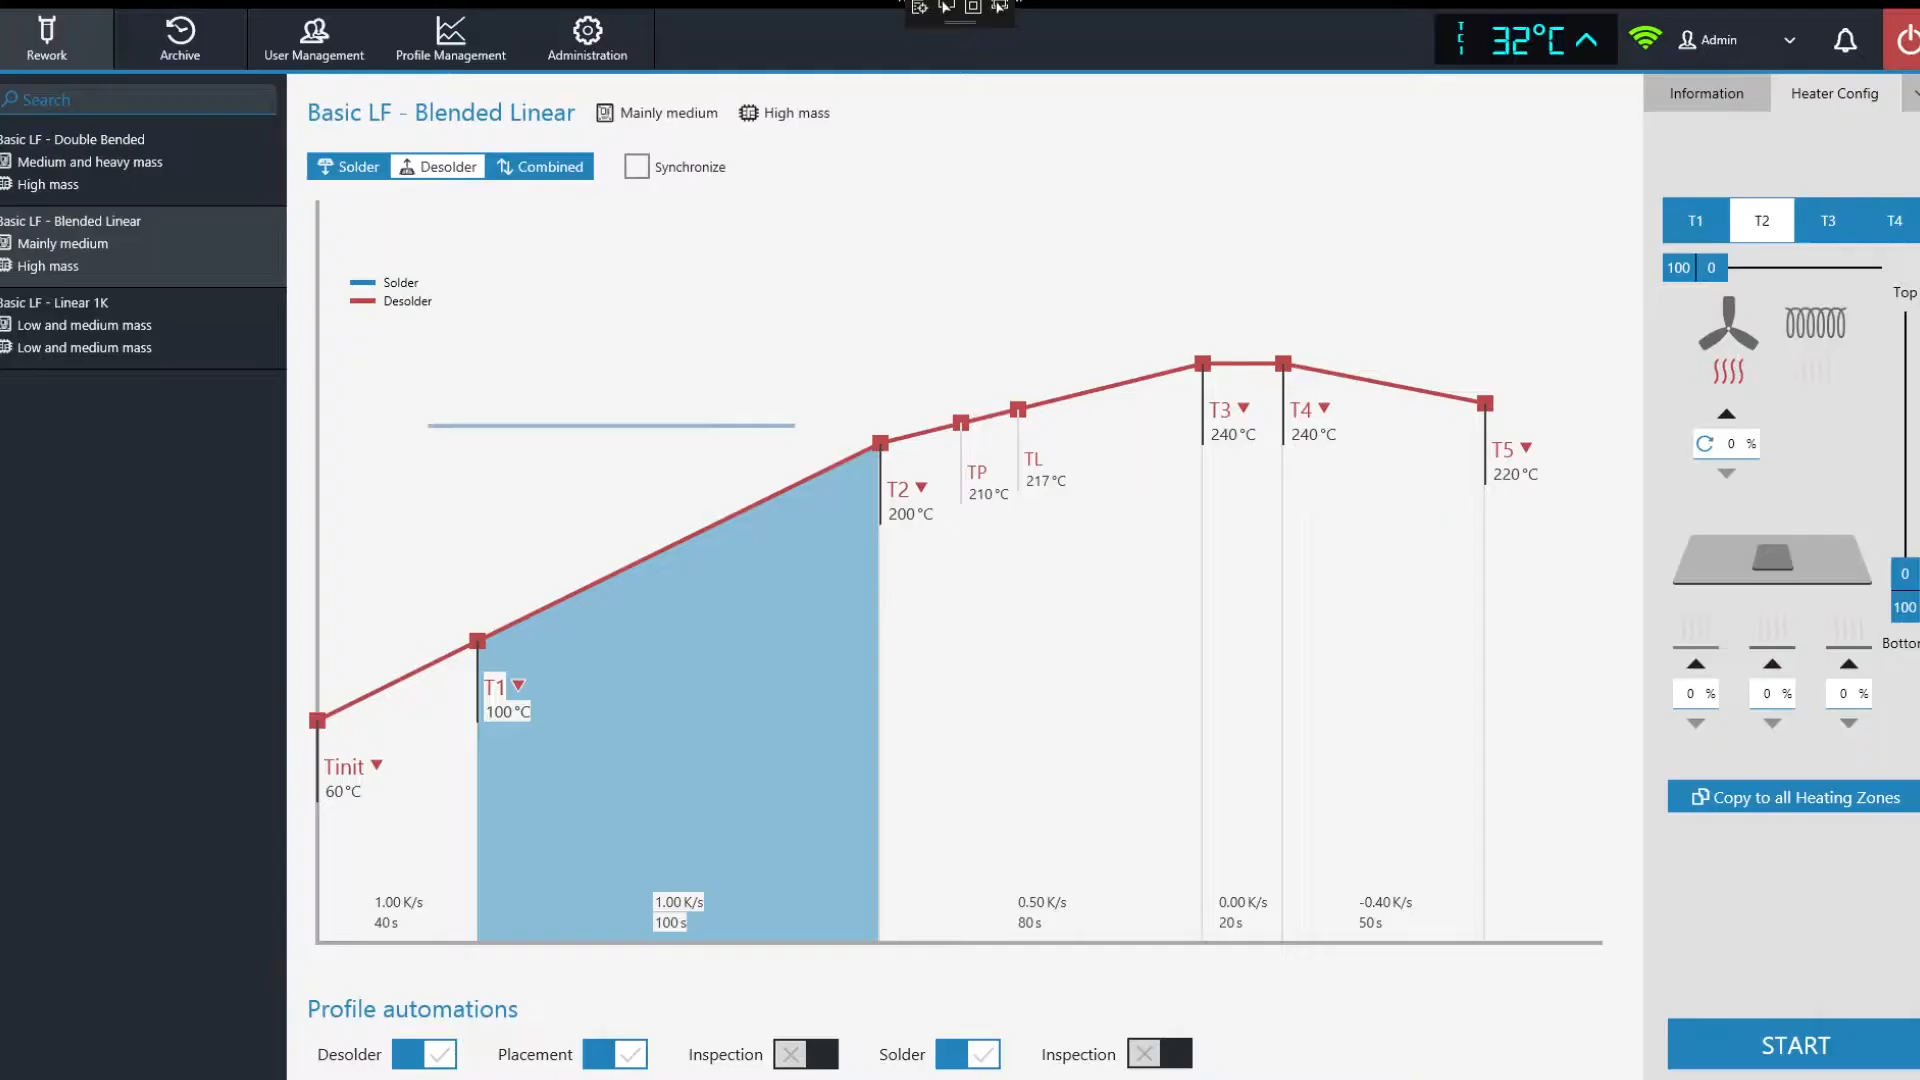 Rework
Archive
User Management
Profile Management
Administration
TC1
32°C
Admin
Search
Basic LF - Double Bended
Medium and heavy mass
High mass
Basic LF - Blended Linear
Mainly medium
High mass
Basic LF - Linear 1K
Low and medium mass
Low and medium mass
Basic LF - Blended Linear
Mainly medium
High mass
Solder
Desolder
Combined
Synchronize
Solder
Desolder
Tinit
60 °C
T1
100 °C
T2
200 °C
TP
210 °C
TL
217 °C
T3
240 °C
T4
240 °C
T5
220 °C
1.00 K/s
40 s
1.00 K/s
100 s
0.50 K/s
80 s
0.00 K/s
20 s
-0.40 K/s
50 s
Profile automations
Desolder
Placement
Inspection
Solder
Inspection
Information
Heater Config
T1
T2
T3
T4
100
0
Top
0 %
0
100
Bottor
0 %
0 %
0 %
Copy to all Heating Zones
START